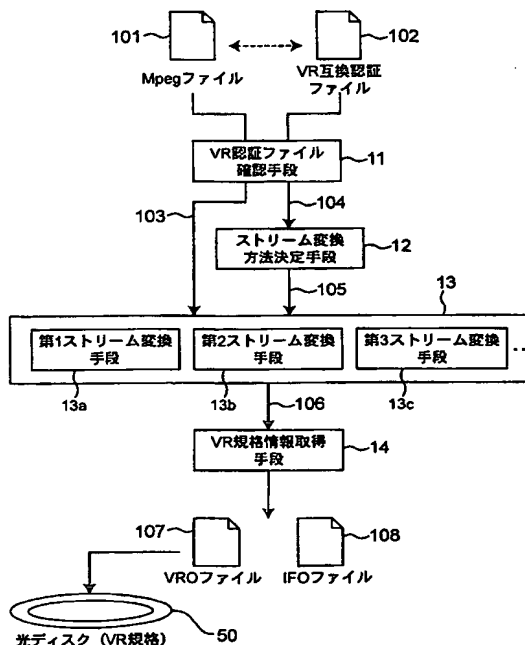 101
102
Mpegファイル
VR互換認証
ファイル
VR認証ファイル
確認手段
11
103
104
ストリーム変換
方法決定手段
12
105
13
第1ストリーム変換
手段
第2ストリーム変換
手段
第3ストリーム変換
手段
...
13a
13b
106
13c
VR規格情報取得
手段
14
107
108
VROファイル
IFOファイル
50
光ディスク(VR規格)